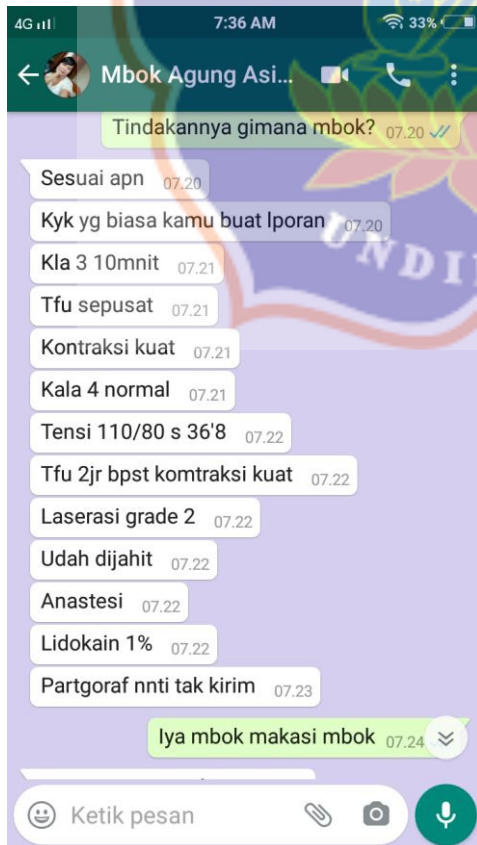 4G 7:36 AM 33%
Mbok Agung Asi...
Tindakannya gimana mbok? 07.20
Sesuai apn 07.20
Kyk yg biasa kamu buat lporan 07.20
UNDI
Kla 3 10mnit 07.21
Tfu sepusat 07.21
Kontraksi kuat 07.21
Kala 4 normal 07.21
Tensi 110/80 s 36'8 07.22
Tfu 2jr bpst komtraksi kuat 07.22
Laserasi grade 2 07.22
Udah dijahit 07.22
Anastesi 07.22
Lidokain 1% 07.22
Partgoraf nnti tak kirim 07.23
Iya mbok makasi mbok 07.24
Ketik pesan